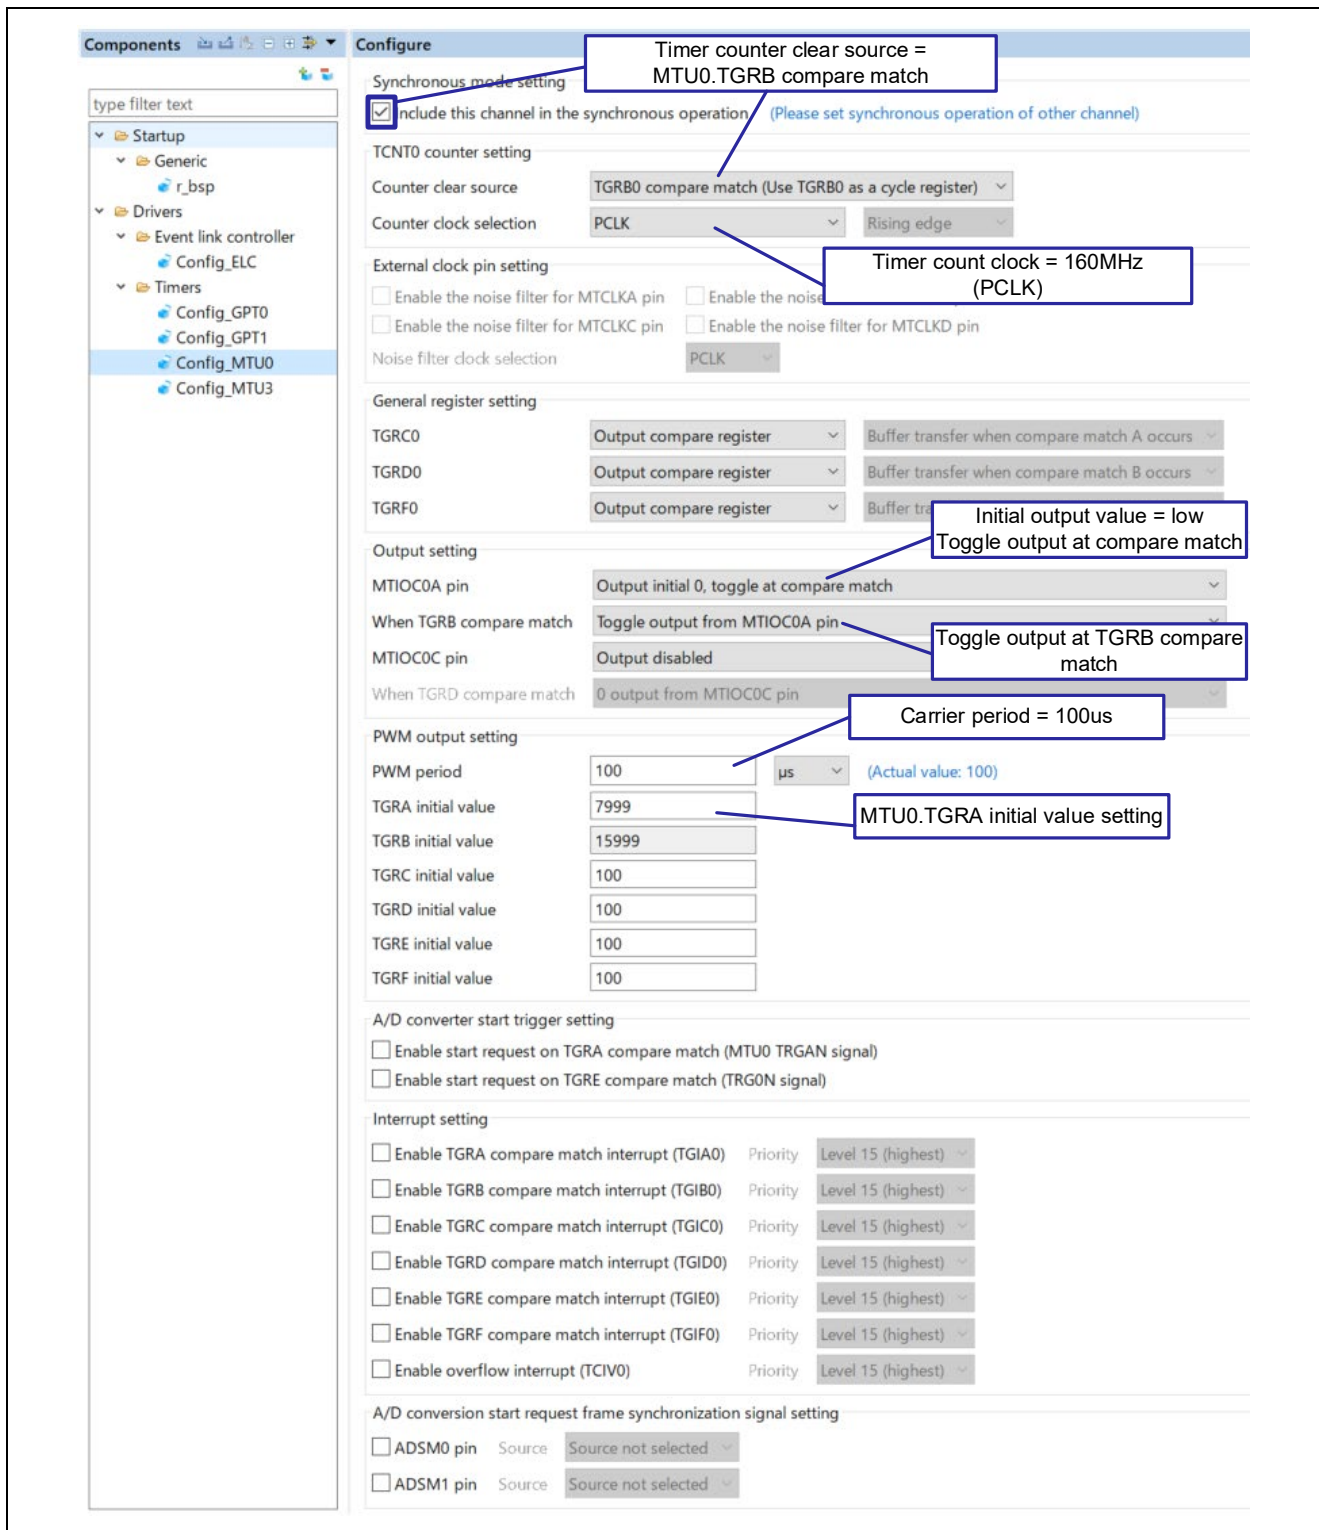 Components
Configure
Timer counter clear source =
MTU0.TGRB compare match
type filter text
Startup
Generic
r_bsp
Drivers
Event link controller
Config_ELC
Timers
Config_GPT0
Config_GPT1
Config_MTU0
Config_MTU3
Synchronous mode setting
Include this channel in the synchronous operation (Please set synchronous operation of other channel)
TCNT0 counter setting
Counter clear source TGRB0 compare match (Use TGRB0 as a cycle register)
Counter clock selection PCLK Rising edge
Timer count clock = 160MHz
(PCLK)
External clock pin setting
Enable the noise filter for MTCLKA pin Enable the noise
Enable the noise filter for MTCLKC pin Enable the noise filter for MTCLKD pin
Noise filter clock selection PCLK
General register setting
TGRC0 Output compare register Buffer transfer when compare match A occurs
TGRD0 Output compare register Buffer transfer when compare match B occurs
TGRF0 Output compare register Buffer
Initial output value = low
Toggle output at compare match
Output setting
MTIOC0A pin Output initial 0, toggle at compare match
When TGRB compare match Toggle output from MTIOC0A pin
Toggle output at TGRB compare
match
MTIOC0C pin Output disabled
When TGRD compare match 0 output from MTIOC0C pin
Carrier period = 100us
PWM output setting
PWM period 100 µs (Actual value: 100)
TGRA initial value 7999
MTU0.TGRA initial value setting
TGRB initial value 15999
TGRC initial value 100
TGRD initial value 100
TGRE initial value 100
TGRF initial value 100
A/D converter start trigger setting
Enable start request on TGRA compare match (MTU0 TRGAN signal)
Enable start request on TGRE compare match (TRG0N signal)
Interrupt setting
Enable TGRA compare match interrupt (TGIA0) Priority Level 15 (highest)
Enable TGRB compare match interrupt (TGIB0) Priority Level 15 (highest)
Enable TGRC compare match interrupt (TGIC0) Priority Level 15 (highest)
Enable TGRD compare match interrupt (TGID0) Priority Level 15 (highest)
Enable TGRE compare match interrupt (TGIE0) Priority Level 15 (highest)
Enable TGRF compare match interrupt (TGIF0) Priority Level 15 (highest)
Enable overflow interrupt (TCIV0) Priority Level 15 (highest)
A/D conversion start request frame synchronization signal setting
ADSM0 pin Source Source not selected
ADSM1 pin Source Source not selected